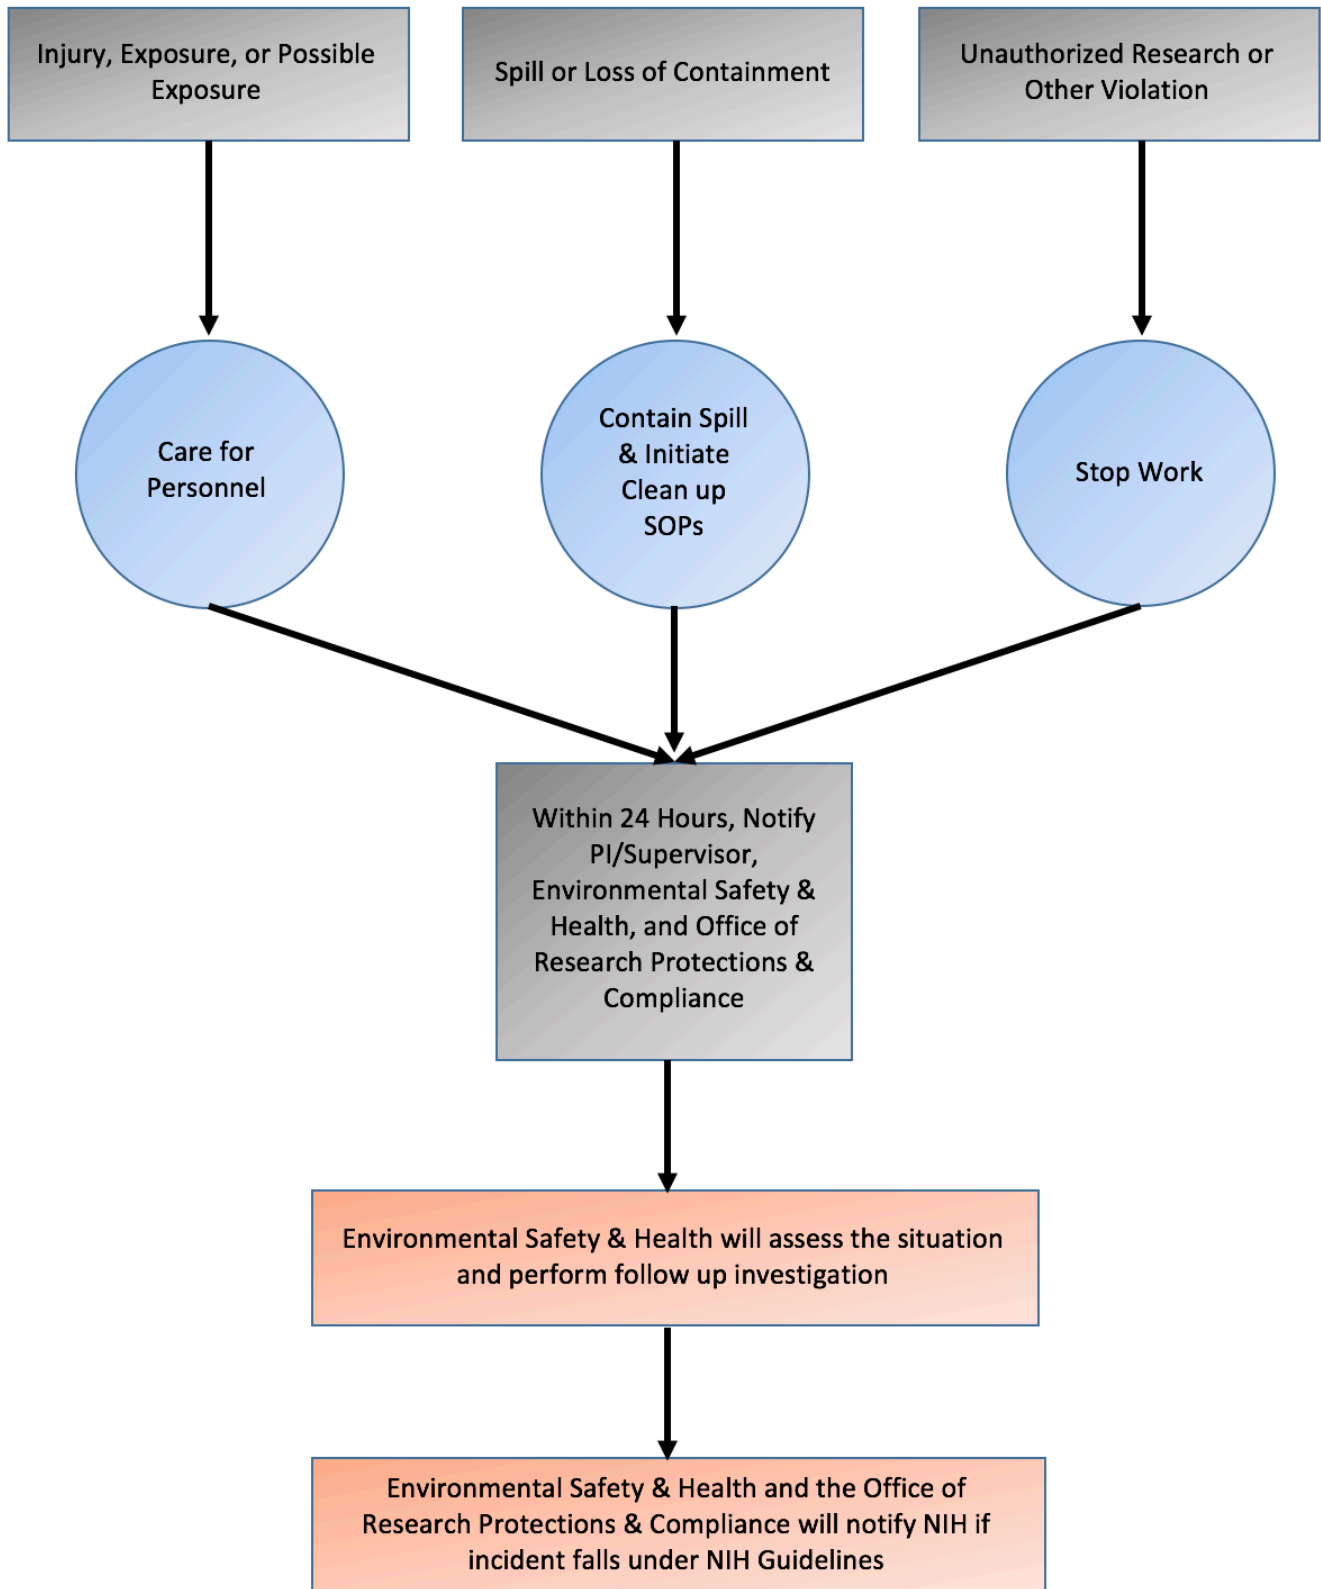 Injury, Exposure, or Possible
Exposure
Spill or Loss of Containment
Unauthorized Research or
Other Violation
Care for
Personnel
Contain Spill
& Initiate
Clean up
SOPs
Stop Work
Within 24 Hours, Notify
PI/Supervisor,
Environmental Safety &
Health, and Office of
Research Protections &
Compliance
Environmental Safety & Health will assess the situation
and perform follow up investigation
Environmental Safety & Health and the Office of
Research Protections & Compliance will notify NIH if
incident falls under NIH Guidelines